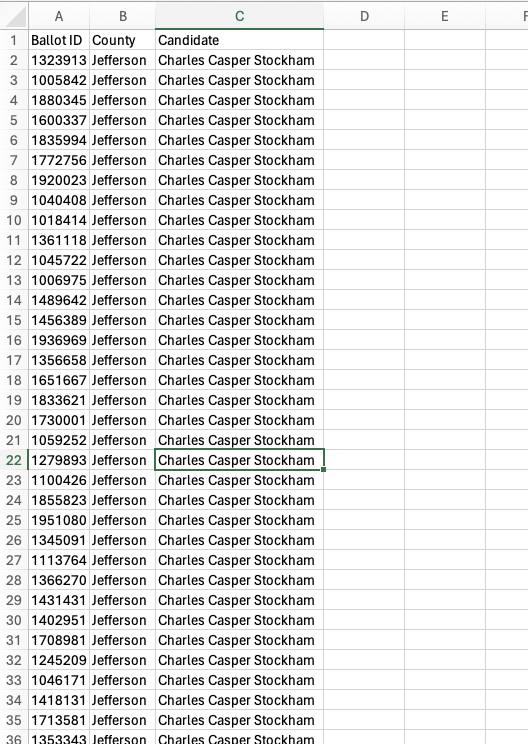 A B C D E F
1 Ballot ID County Candidate
2 1323913 Jefferson Charles Casper Stockham
3 1005842 Jefferson Charles Casper Stockham
4 1880345 Jefferson Charles Casper Stockham
5 1600337 Jefferson Charles Casper Stockham
6 1835994 Jefferson Charles Casper Stockham
7 1772756 Jefferson Charles Casper Stockham
8 1920023 Jefferson Charles Casper Stockham
9 1040408 Jefferson Charles Casper Stockham
10 1018414 Jefferson Charles Casper Stockham
11 1361118 Jefferson Charles Casper Stockham
12 1045722 Jefferson Charles Casper Stockham
13 1006975 Jefferson Charles Casper Stockham
14 1489642 Jefferson Charles Casper Stockham
15 1456389 Jefferson Charles Casper Stockham
16 1936969 Jefferson Charles Casper Stockham
17 1356658 Jefferson Charles Casper Stockham
18 1651667 Jefferson Charles Casper Stockham
19 1833621 Jefferson Charles Casper Stockham
20 1730001 Jefferson Charles Casper Stockham
21 1059252 Jefferson Charles Casper Stockham
22 1279893 Jefferson Charles Casper Stockham
23 1100426 Jefferson Charles Casper Stockham
24 1855823 Jefferson Charles Casper Stockham
25 1951080 Jefferson Charles Casper Stockham
26 1345091 Jefferson Charles Casper Stockham
27 1113764 Jefferson Charles Casper Stockham
28 1366270 Jefferson Charles Casper Stockham
29 1431431 Jefferson Charles Casper Stockham
30 1402951 Jefferson Charles Casper Stockham
31 1708981 Jefferson Charles Casper Stockham
32 1245209 Jefferson Charles Casper Stockham
33 1046171 Jefferson Charles Casper Stockham
34 1418131 Jefferson Charles Casper Stockham
35 1713581 Jefferson Charles Casper Stockham
36 1353343 Jefferson Charles Casper Stockham